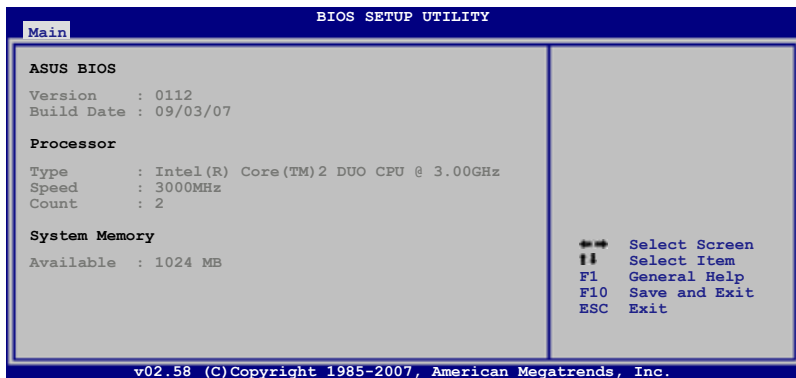 BIOS SETUP UTILITY
Main
ASUS BIOS
Version : 0112
Build Date : 09/03/07
Processor
Type : Intel(R) Core(TM)2 DUO CPU @ 3.00GHz
Speed : 3000MHz
Count : 2
System Memory
Available : 1024 MB
←→ Select Screen
↑↓ Select Item
F1 General Help
F10 Save and Exit
ESC Exit
v02.58 (C)Copyright 1985-2007, American Megatrends, Inc.